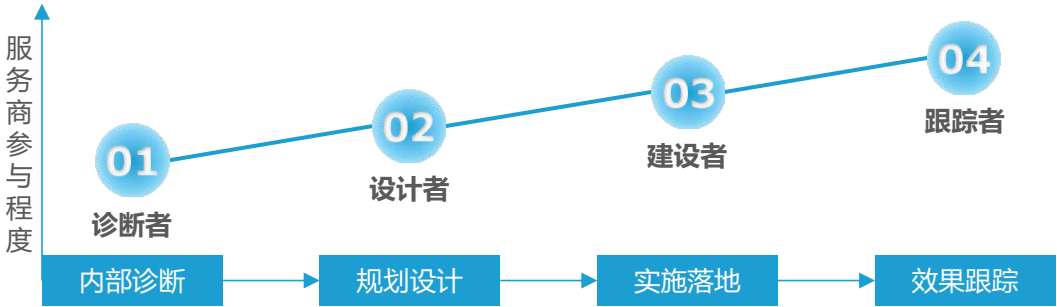 服务商参与程度
01
诊断者
02
设计者
03
建设者
04
跟踪者
内部诊断
规划设计
实施落地
效果跟踪